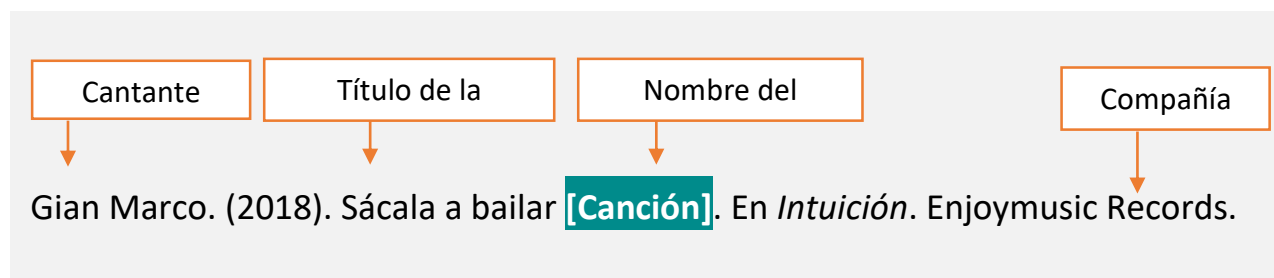 Cantante
Título de la
Nombre del
Compañía
Gian Marco. (2018). Sácala a bailar [Canción]. En Intuición. Enjoymusic Records.